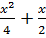 x²/4 + x/2